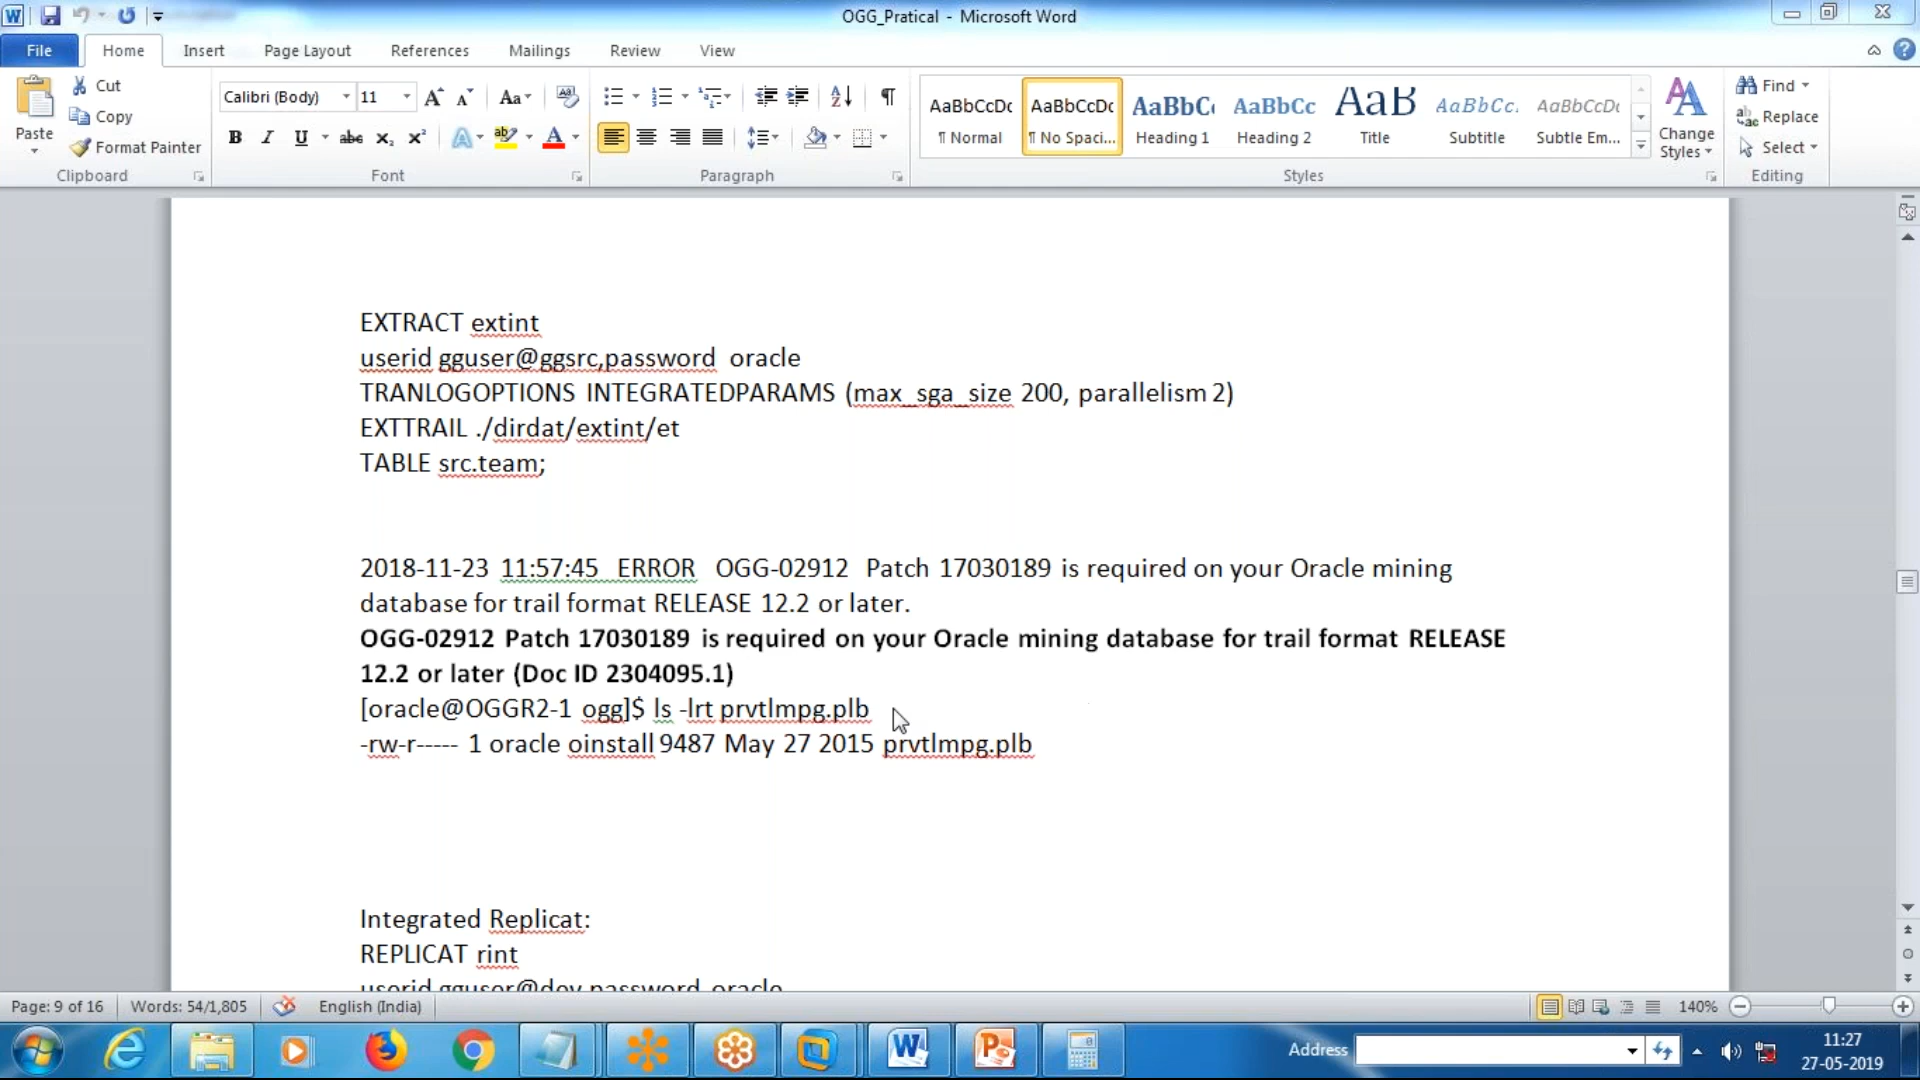 OGG_Pratical - Microsoft Word
File Home Insert Page Layout References Mailings Review View
Paste
Cut
Copy
Format Painter
Clipboard
Calibri (Body) 11
Font
Paragraph
AaBbCcDc AaBbCcDc AaBbC AaBbCc AaB AaBbCc. AaBbCcDc
¶ Normal ¶ No Spaci... Heading 1 Heading 2 Title Subtitle Subtle Em...
Change Styles
Styles
Find
Replace
Select
Editing
EXTRACT extint
userid gguser@ggsrc,password oracle
TRANLOGOPTIONS INTEGRATEDPARAMS (max_sga_size 200, parallelism 2)
EXTTRAIL ./dirdat/extint/et
TABLE src.team;
2018-11-23 11:57:45 ERROR OGG-02912 Patch 17030189 is required on your Oracle mining
database for trail format RELEASE 12.2 or later.
OGG-02912 Patch 17030189 is required on your Oracle mining database for trail format RELEASE
12.2 or later (Doc ID 2304095.1)
[oracle@OGGR2-1 ogg]$ ls -lrt prvtlmpg.plb
-rw-r----- 1 oracle oinstall 9487 May 27 2015 prvtlmpg.plb
Integrated Replicat:
REPLICAT rint
userid gguser@dev,password oracle
Page: 9 of 16 Words: 54/1,805 English (India) 140%
Address
11:27
27-05-2019